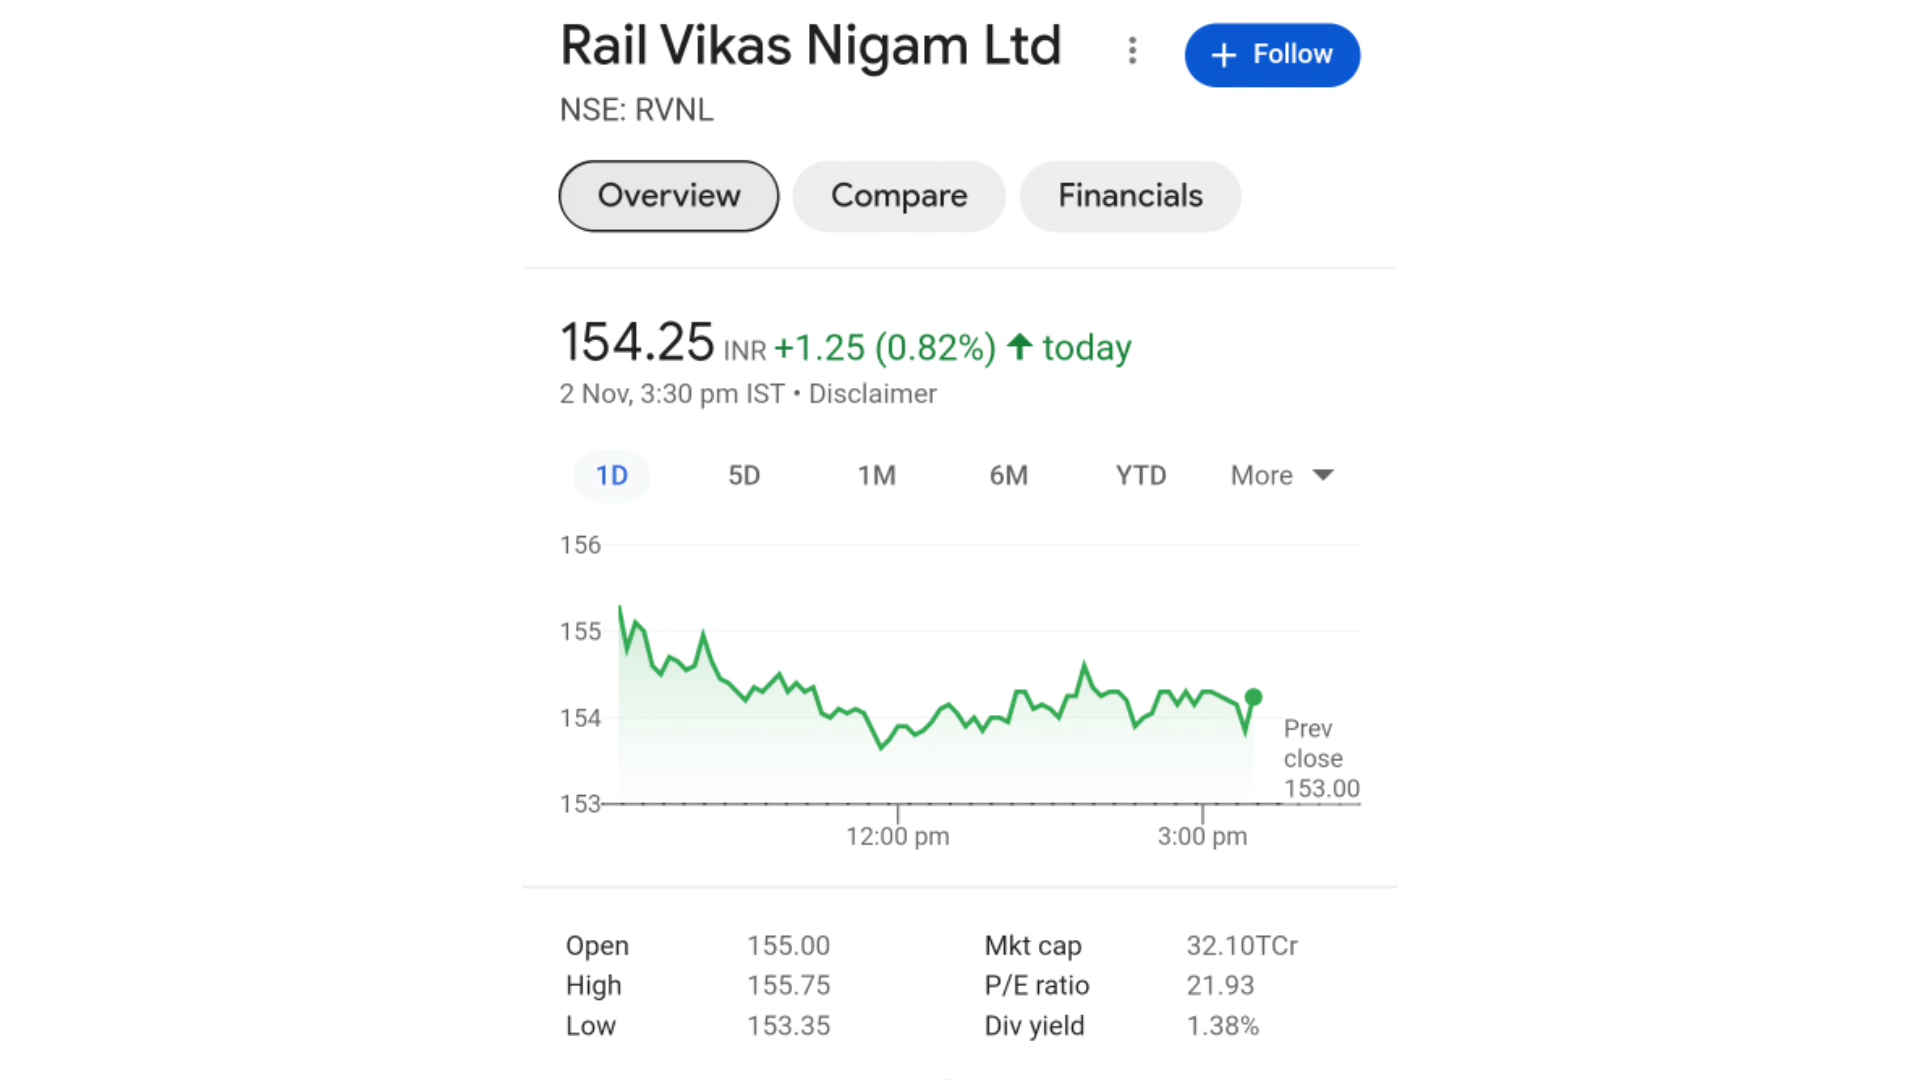 Rail Vikas Nigam Ltd
+ Follow
NSE: RVNL
Overview Compare Financials
154.25 INR +1.25 (0.82%) ↑ today
2 Nov, 3:30 pm IST • Disclaimer
1D 5D 1M 6M YTD More
156
155
154
Prev
close
153.00
153
12:00 pm 3:00 pm
Open 155.00 Mkt cap 32.10TCr
High 155.75 P/E ratio 21.93
Low 153.35 Div yield 1.38%